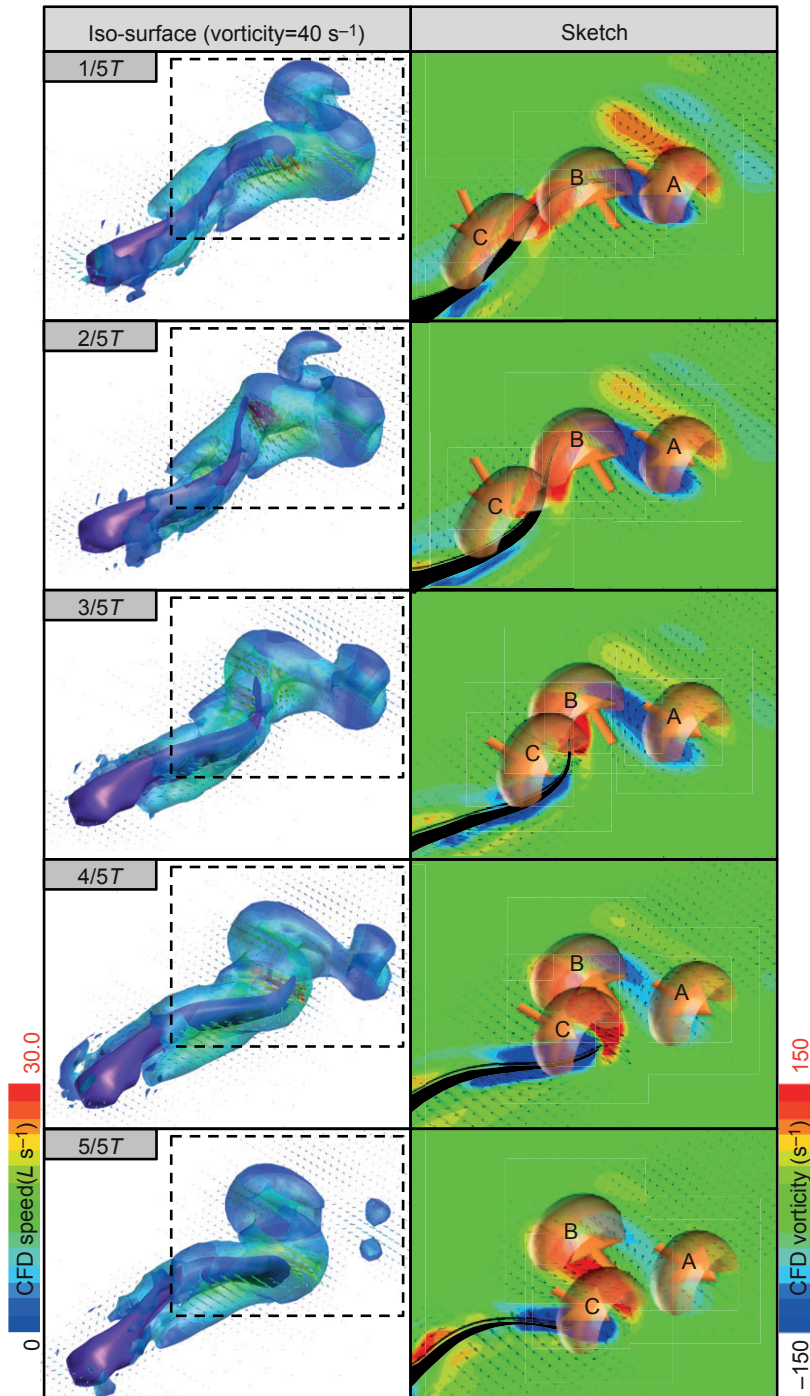 Iso-surface (vorticity=40 s⁻¹)
Sketch
1/5T
B
A
C
2/5T
B
A
C
3/5T
B
A
C
4/5T
B
A
C
5/5T
B
A
C
30.0
CFD speed(L s⁻¹)
0
150
CFD vorticity (s⁻¹)
–150